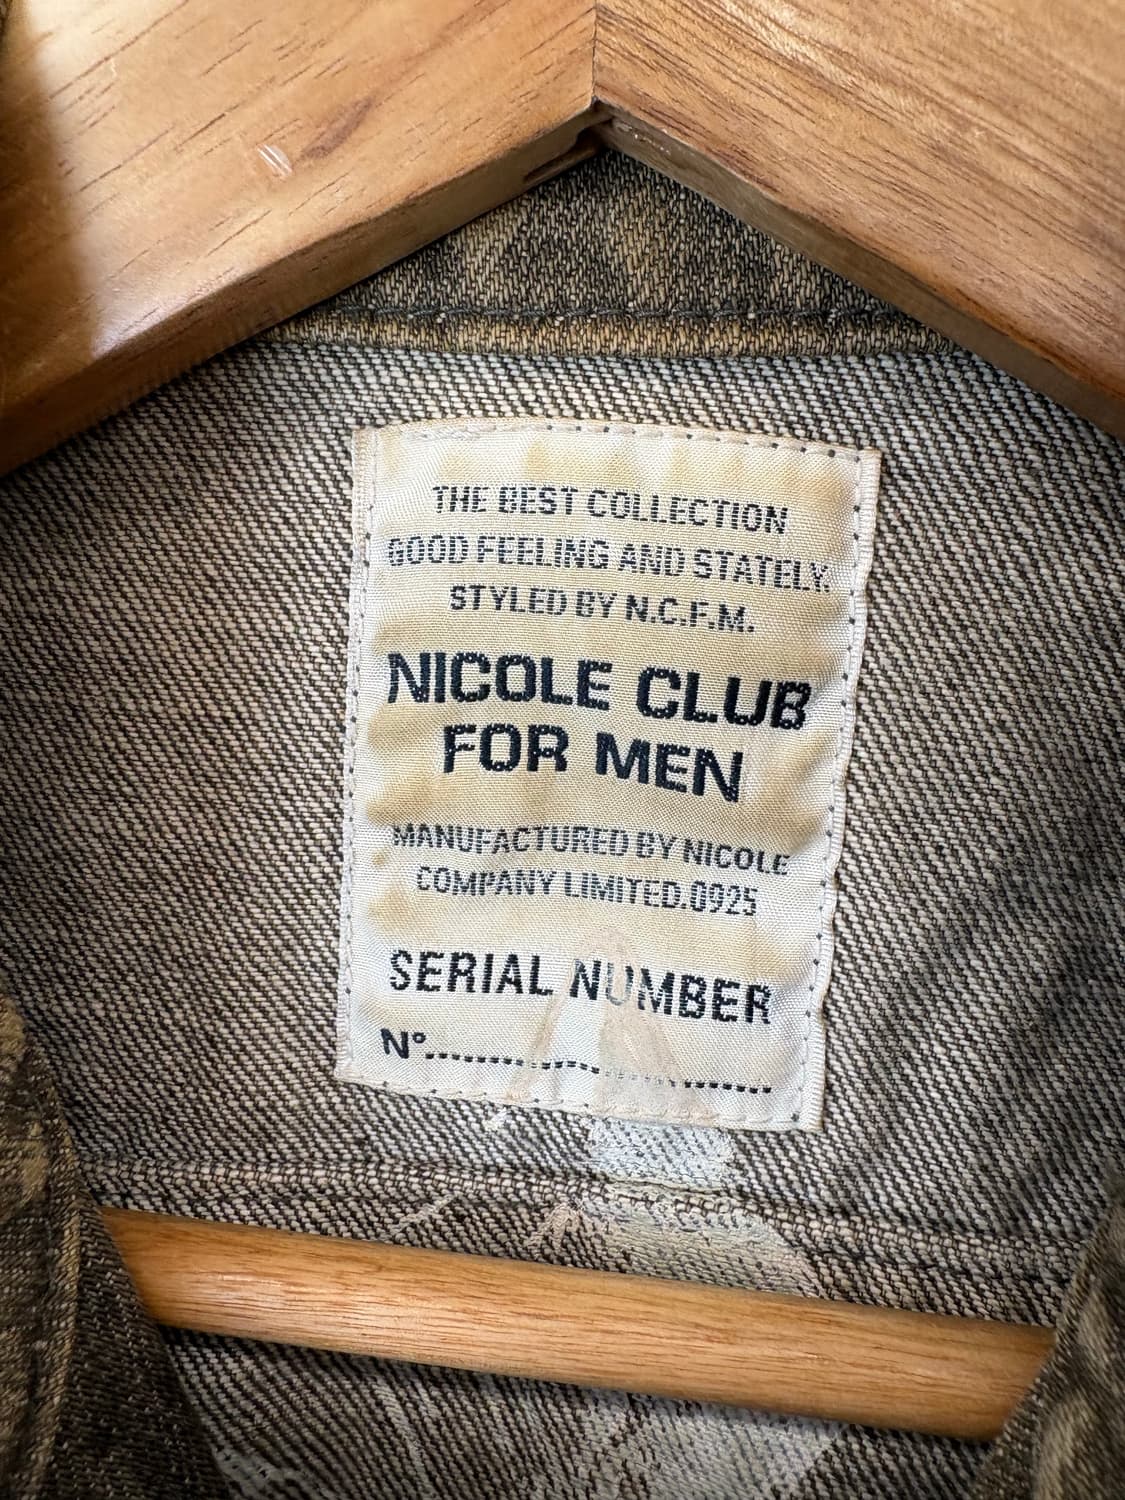 THE BEST COLLECTION
GOOD FEELING AND STATELY.
STYLED BY N.C.F.M.
NICOLE CLUB
FOR MEN
MANUFACTURED BY NICOLE
COMPANY LIMITED.0925
SERIAL NUMBER
N°....................................